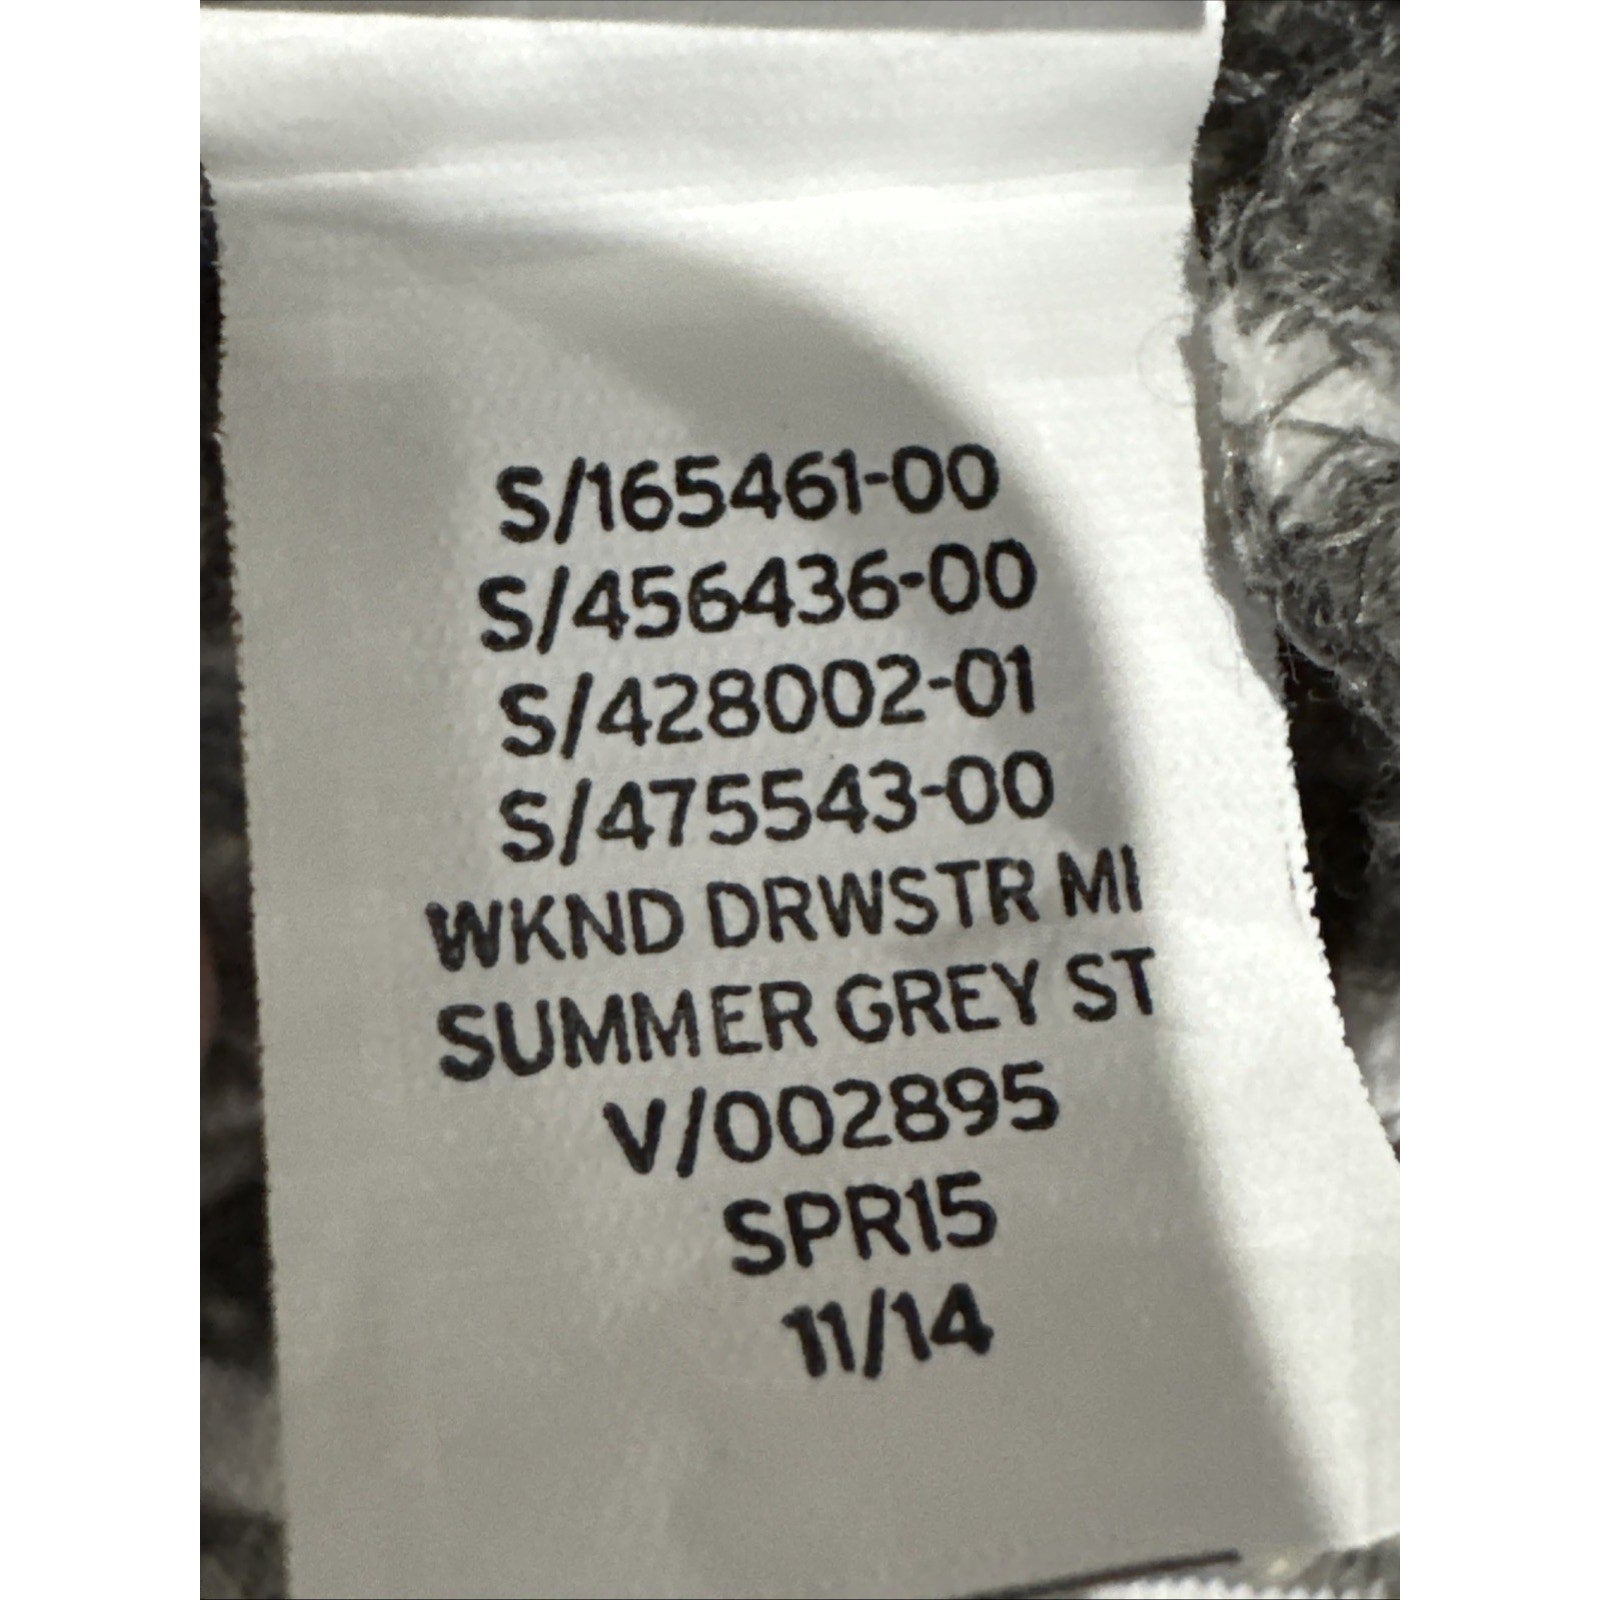 S/165461-00
S/456436-00
S/428002-01
S/475543-00
WKND DRWSTR MI
SUMMER GREY ST
V/002895
SPR15
11/14